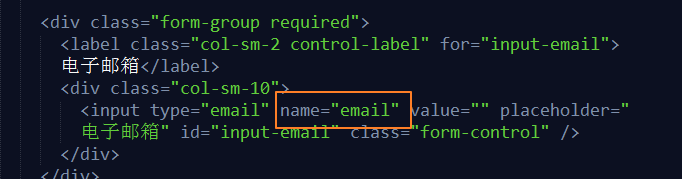 <div class="form-group required">
<label class="col-sm-2 control-label" for="input-email">
电子邮箱</label>
<div class="col-sm-10">
<input type="email" name="email" value="" placeholder="
电子邮箱" id="input-email" class="form-control" />
</div>
</div>